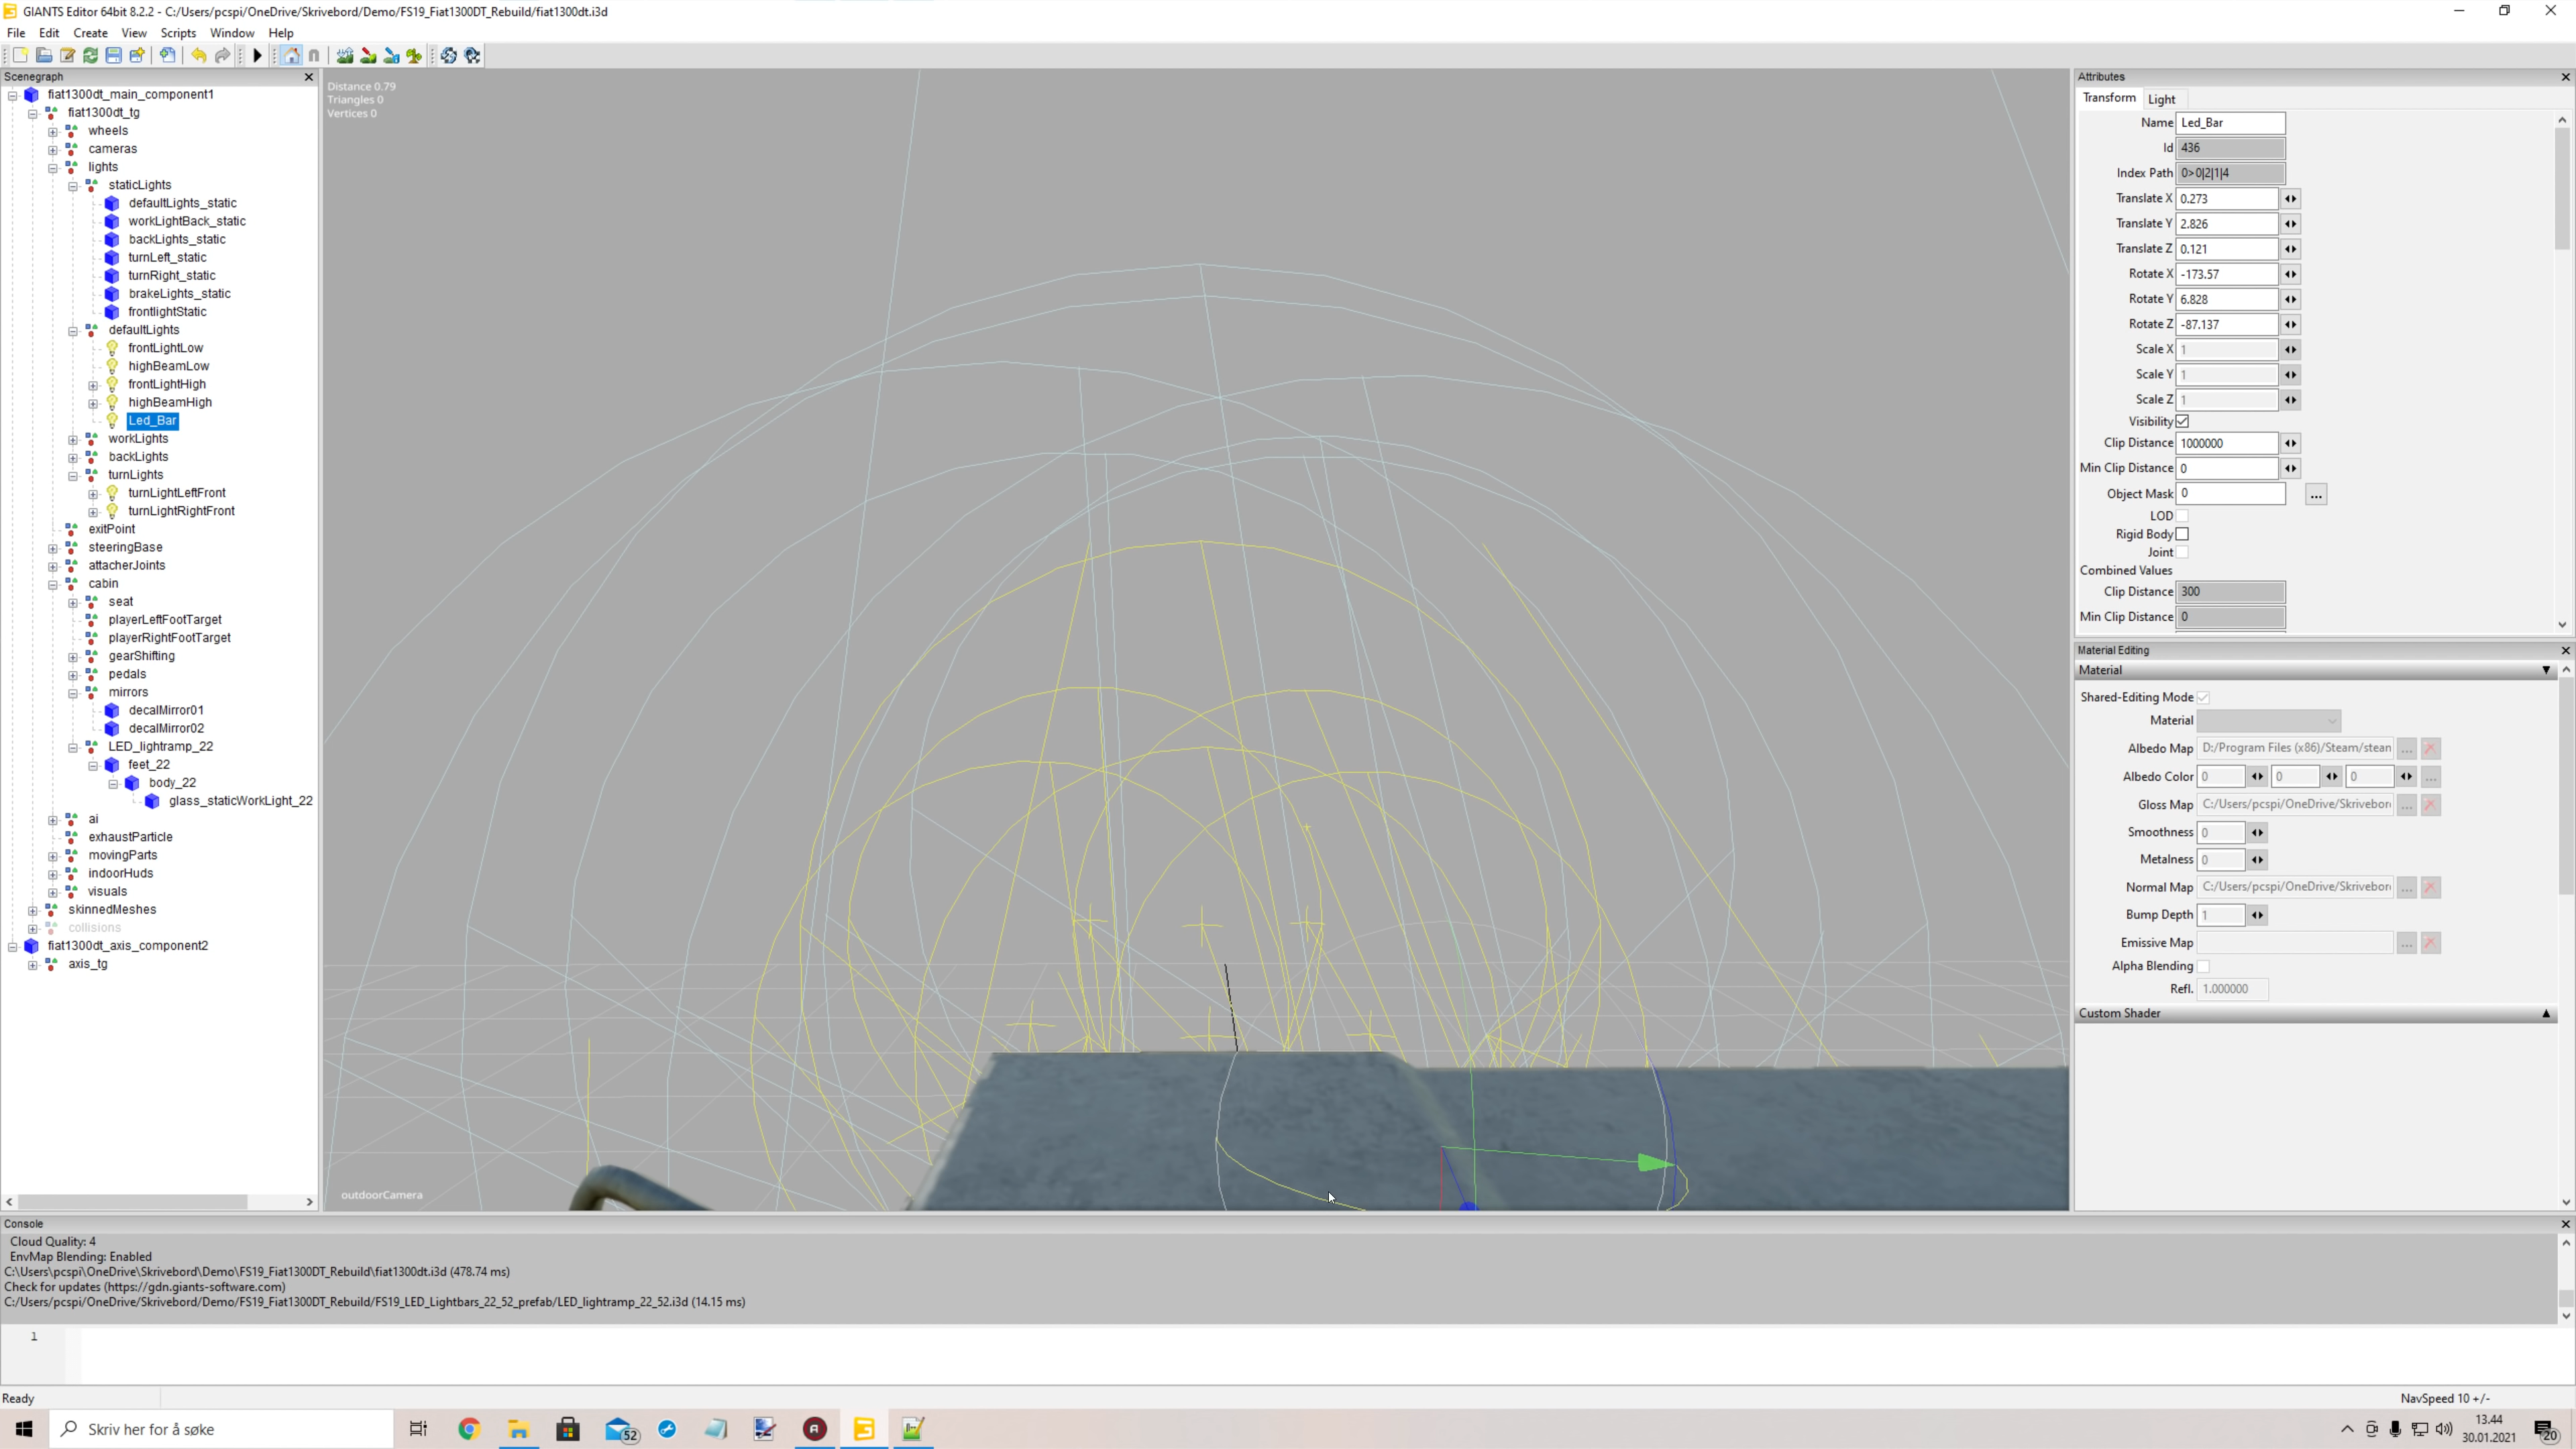 GIANTS Editor 64bit 8.2.2 - C:/Users/pcspi/OneDrive/Skrivebord/Demo/FS19_Fiat1300DT_Rebuild/fiat1300dt.i3d
File Edit Create View Scripts Window Help
Scenegraph
fiat1300dt_main_component1
fiat1300dt_tg
wheels
cameras
lights
staticLights
defaultLights_static
workLightBack_static
backLights_static
turnLeft_static
turnRight_static
brakeLights_static
frontlightStatic
defaultLights
frontLightLow
highBeamLow
frontLightHigh
highBeamHigh
Led_Bar
workLights
backLights
turnLights
turnLightLeftFront
turnLightRightFront
exitPoint
steeringBase
attacherJoints
cabin
seat
playerLeftFootTarget
playerRightFootTarget
gearShifting
pedals
mirrors
decalMirror01
decalMirror02
LED_lightramp_22
feet_22
body_22
glass_staticWorkLight_22
ai
exhaustParticle
movingParts
indoorHuds
visuals
skinnedMeshes
collisions
fiat1300dt_axis_component2
axis_tg
Distance 0.79
Triangles 0
Vertices 0
outdoorCamera
Attributes
Transform Light
Name Led_Bar
Id 436
Index Path 0>0|2|1|4
Translate X 0.273
Translate Y 2.826
Translate Z 0.121
Rotate X -173.57
Rotate Y 6.828
Rotate Z -87.137
Scale X 1
Scale Y 1
Scale Z 1
Visibility
Clip Distance 1000000
Min Clip Distance 0
Object Mask 0 ...
LOD
Rigid Body
Joint
Combined Values
Clip Distance 300
Min Clip Distance 0
Material Editing
Material
Shared-Editing Mode
Material
Albedo Map D:/Program Files (x86)/Steam/stean ...
Albedo Color 0 0 0 ...
Gloss Map C:/Users/pcspi/OneDrive/Skrivebor ...
Smoothness 0
Metalness 0
Normal Map C:/Users/pcspi/OneDrive/Skrivebor ...
Bump Depth 1
Emissive Map ...
Alpha Blending
Refl. 1.000000
Custom Shader
Console
Cloud Quality: 4
EnvMap Blending: Enabled
C:\Users\pcspi\OneDrive\Skrivebord\Demo\FS19_Fiat1300DT_Rebuild\fiat1300dt.i3d (478.74 ms)
Check for updates (https://gdn.giants-software.com)
C:/Users/pcspi/OneDrive/Skrivebord/Demo/FS19_Fiat1300DT_Rebuild/FS19_LED_Lightbars_22_52_prefab/LED_lightramp_22_52.i3d (14.15 ms)
1
Ready
NavSpeed 10 +/-
Skriv her for å søke
52
13.44
30.01.2021
20